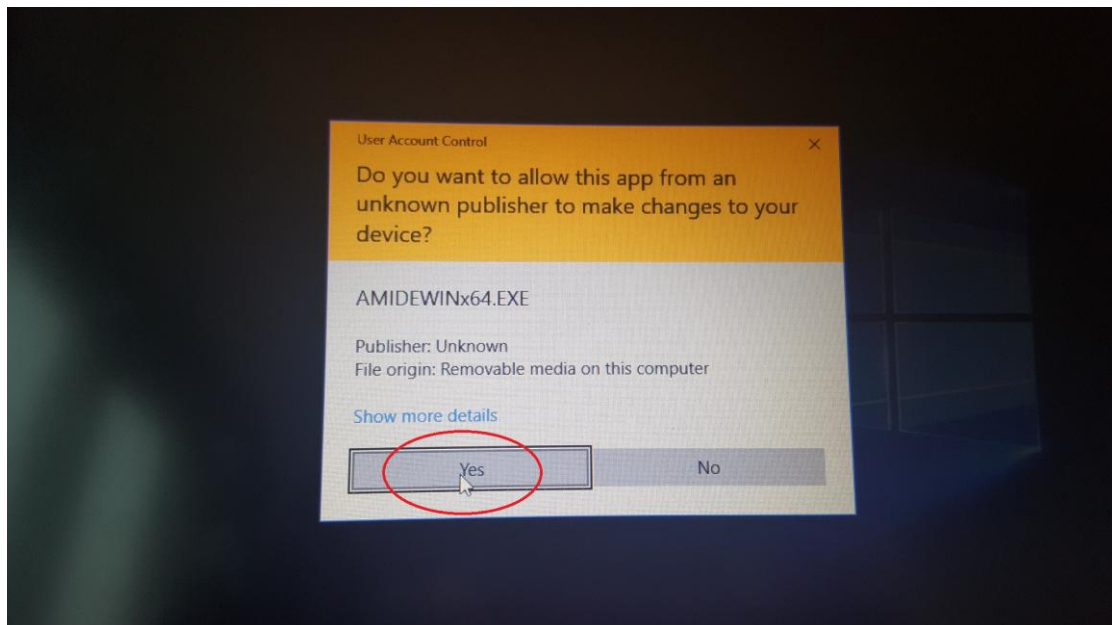 User Account Control
Do you want to allow this app from an
unknown publisher to make changes to your
device?
AMIDEWINx64.EXE
Publisher: Unknown
File origin: Removable media on this computer
Show more details
Yes
No